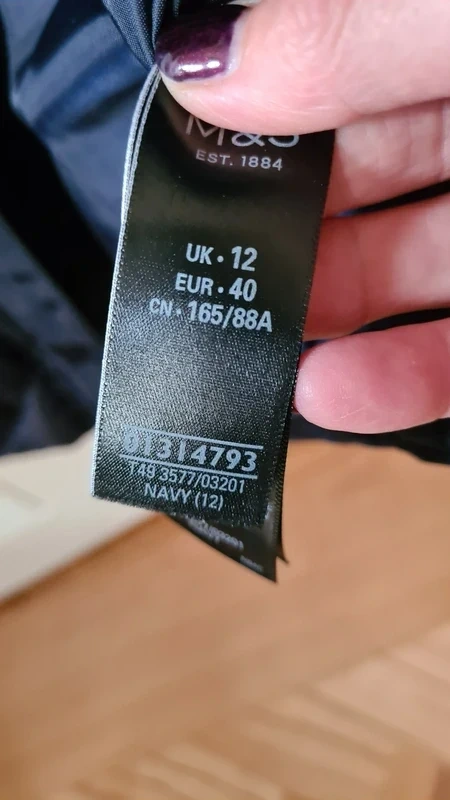 M&S
EST. 1884
UK • 12
EUR • 40
CN • 165/88A
01314793
T49 3577/03201
NAVY (12)